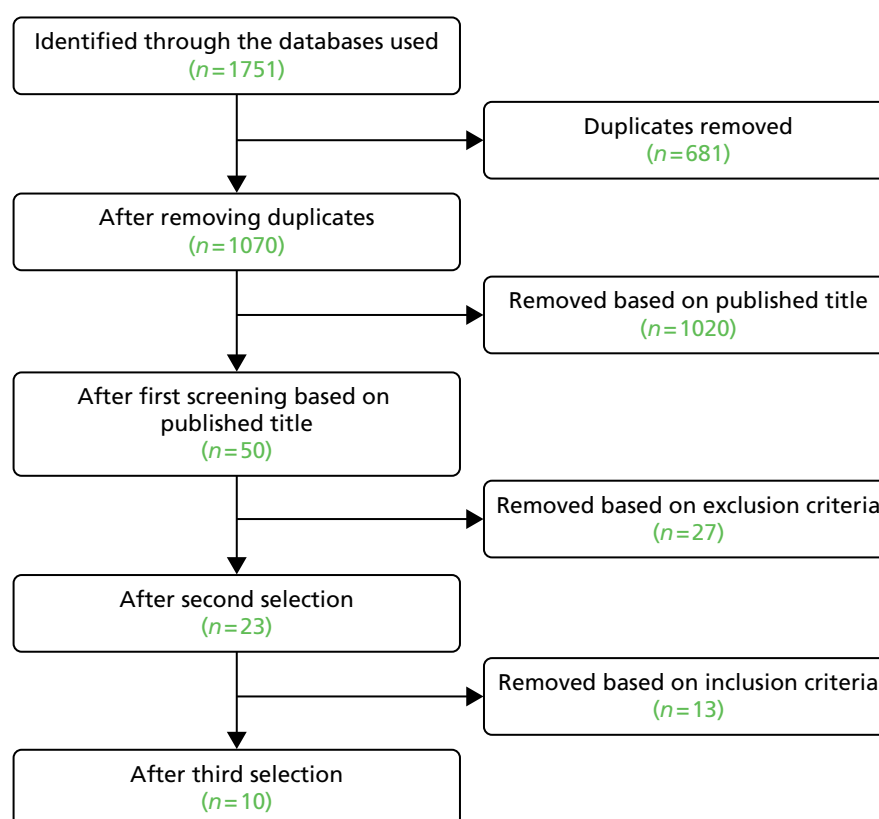 Identified through the databases used
(n=1751)
Duplicates removed
(n=681)
After removing duplicates
(n=1070)
Removed based on published title
(n=1020)
After first screening based on
published title
(n=50)
Removed based on exclusion criteria
(n=27)
After second selection
(n=23)
Removed based on inclusion criteria
(n=13)
After third selection
(n=10)